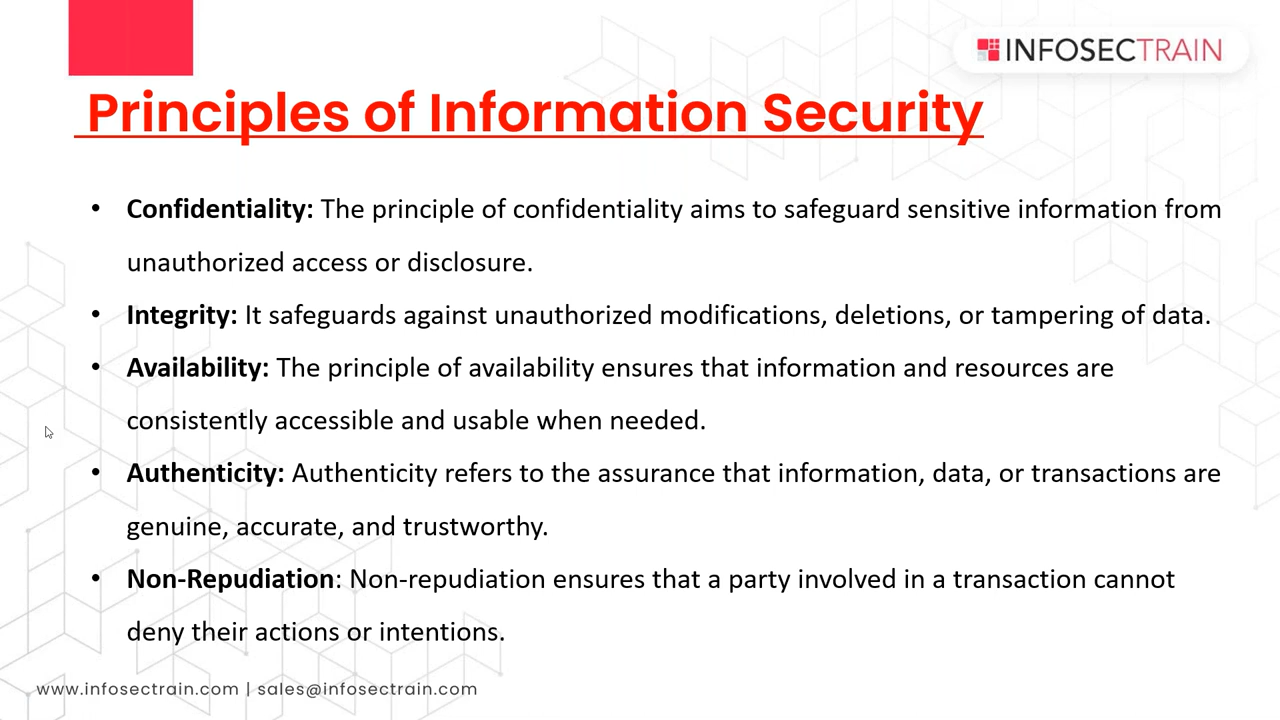 INFOSECTRAIN
Principles of Information Security
• Confidentiality: The principle of confidentiality aims to safeguard sensitive information from
unauthorized access or disclosure.
• Integrity: It safeguards against unauthorized modifications, deletions, or tampering of data.
• Availability: The principle of availability ensures that information and resources are
consistently accessible and usable when needed.
• Authenticity: Authenticity refers to the assurance that information, data, or transactions are
genuine, accurate, and trustworthy.
• Non-Repudiation: Non-repudiation ensures that a party involved in a transaction cannot
deny their actions or intentions.
www.infosectrain.com | sales@infosectrain.com